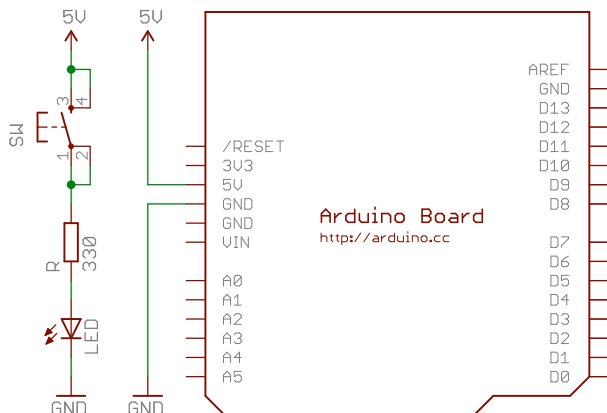 5V
5V
3
4
SW
1
2
R
330
LED
GND
GND
/RESET
3V3
5V
GND
GND
VIN
A0
A1
A2
A3
A4
A5
Arduino Board
http://arduino.cc
AREF
GND
D13
D12
D11
D10
D9
D8
D7
D6
D5
D4
D3
D2
D1
D0